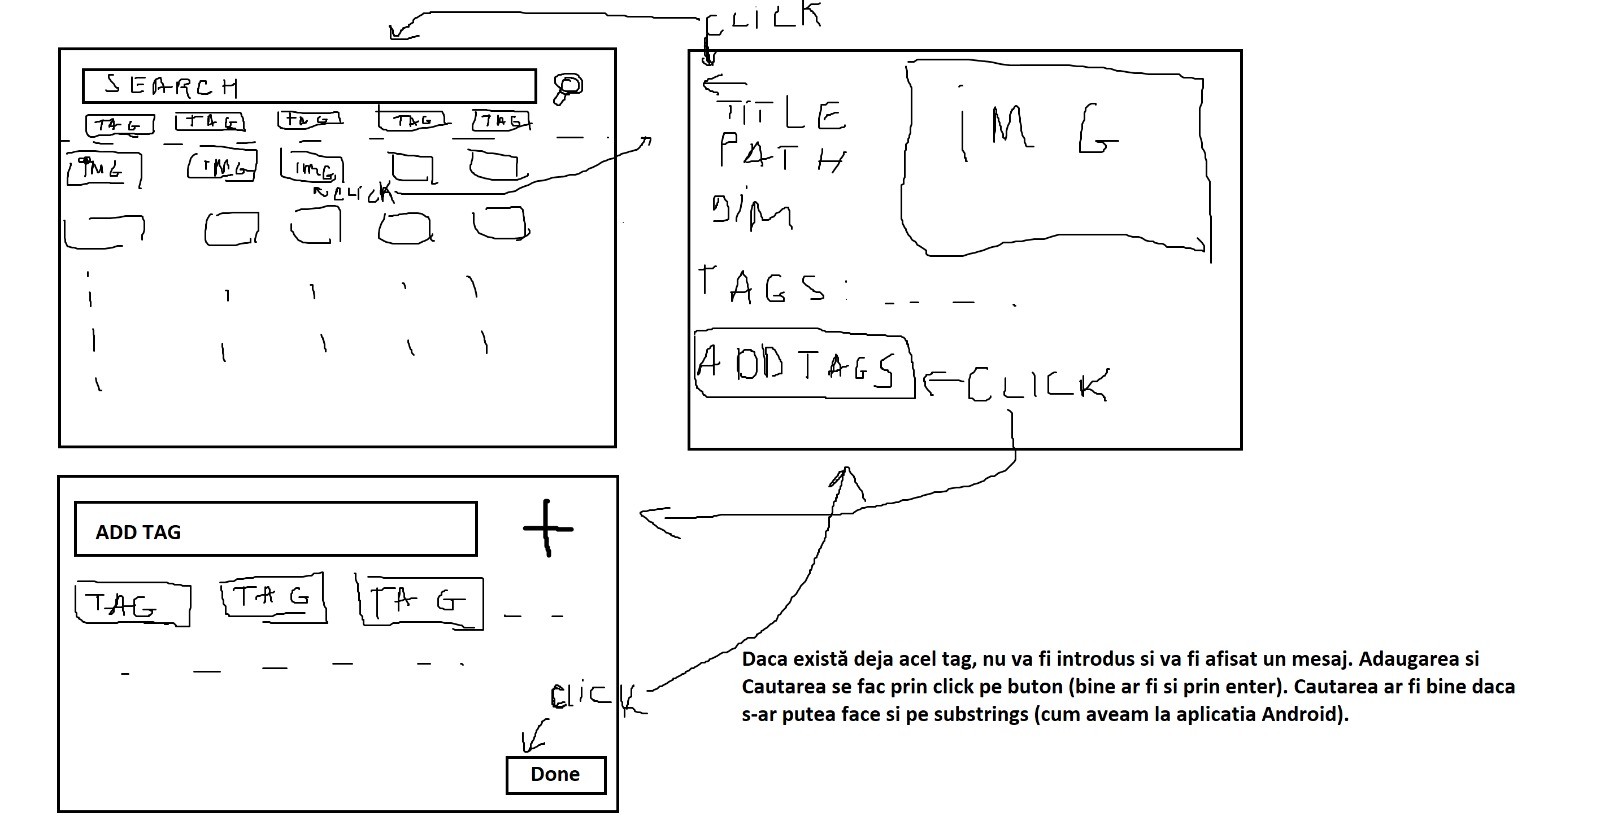 CLICK
SEARCH
TAG TAG TAG TAG TAG
IMG IMG IMG
CLICK
TITLE
PATH
DIM
IMG
TAGS:
ADD TAGS
CLICK
ADD TAG
TAG TAG TAG
CLICK
Done
Daca există deja acel tag, nu va fi introdus si va fi afisat un mesaj. Adaugarea si
Cautarea se fac prin click pe buton (bine ar fi si prin enter). Cautarea ar fi bine daca
s-ar putea face si pe substrings (cum aveam la aplicatia Android).